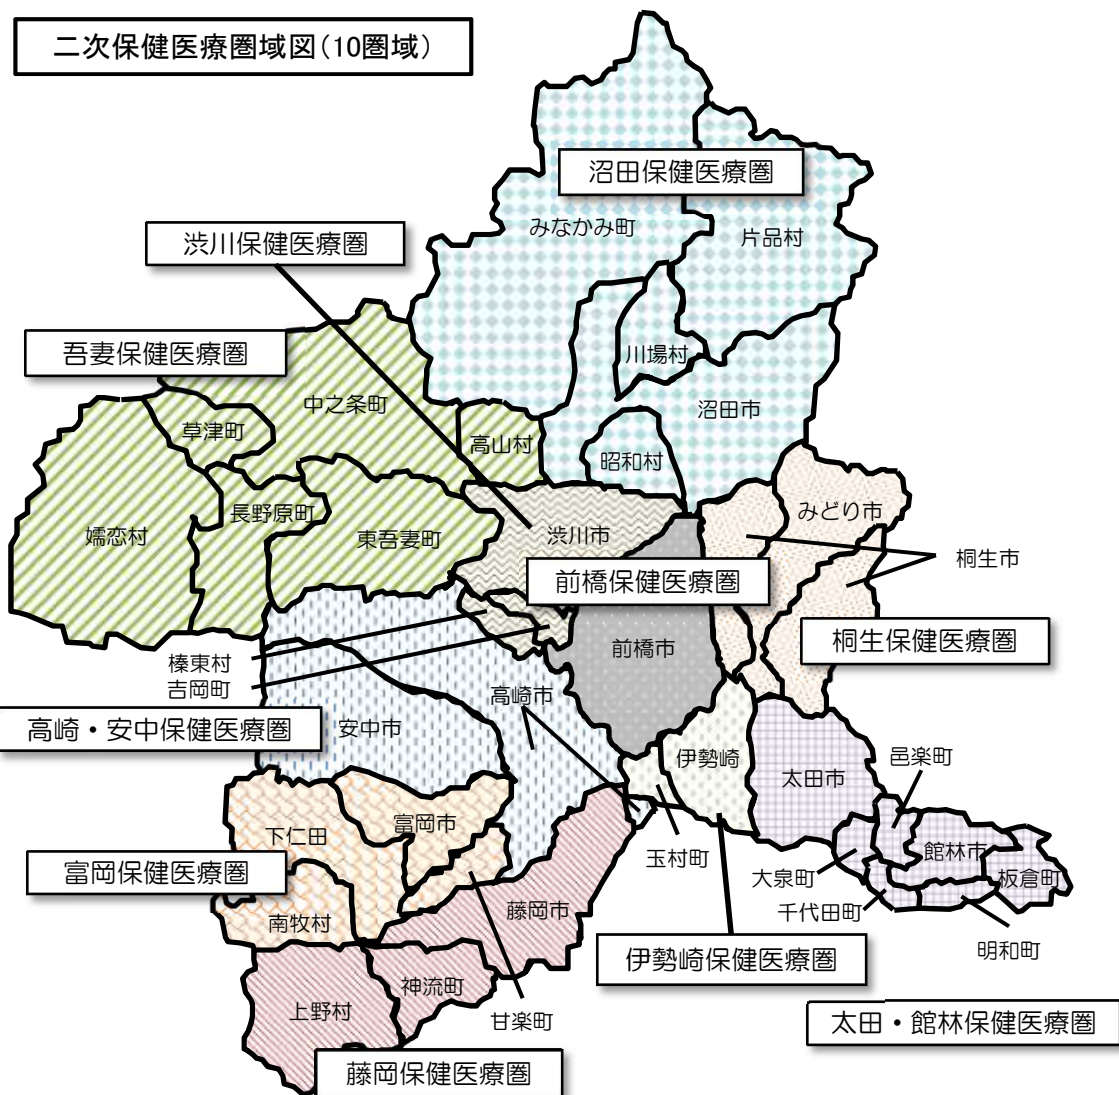 二次保健医療圏域図（10圏域）
沼田保健医療圏
みなかみ町
片品村
渋川保健医療圏
吾妻保健医療圏
川場村
中之条町
沼田市
草津町
高山村
昭和村
長野原町
みどり市
嬬恋村
東吾妻町
渋川市
桐生市
前橋保健医療圏
桐生保健医療圏
前橋市
榛東村
吉岡町
高崎市
高崎・安中保健医療圏
安中市
伊勢崎
太田市
邑楽町
下仁田
富岡市
玉村町
館林市
富岡保健医療圏
大泉町
板倉町
千代田町
藤岡市
南牧村
明和町
伊勢崎保健医療圏
神流町
上野村
甘楽町
太田・館林保健医療圏
藤岡保健医療圏